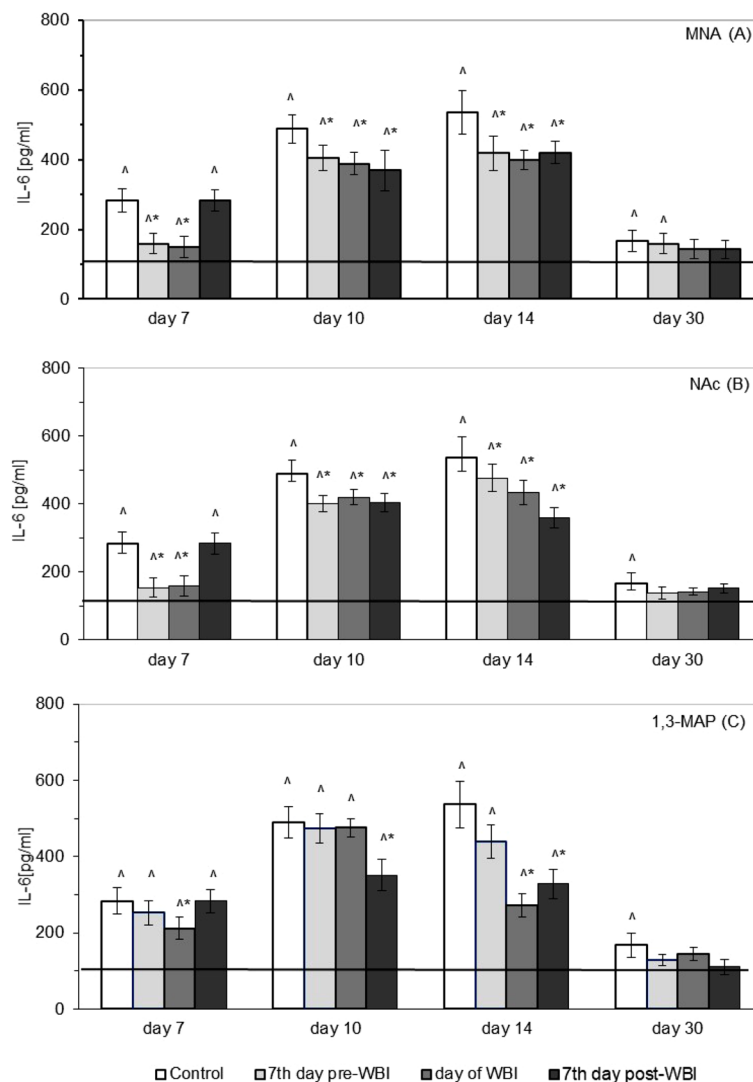 800
MNA (A)
^
^
^* ^* ^*
600
^
^* ^* ^*
IL-6 [pg/ml]
400
^ ^* ^* ^
^ ^
200
0
day 7 day 10 day 14 day 30
800
NAc (B)
^
^* ^* ^*
600
^
^* ^* ^*
IL-6 [pg/ml]
400
^ ^* ^* ^
^
200
0
day 7 day 10 day 14 day 30
800
1,3-MAP (C)
^ ^
600
^ ^ ^ ^*
IL-6[pg/ml]
400
^ ^ ^* ^
^* ^*
^
200
0
day 7 day 10 day 14 day 30
Control 7th day pre-WBI day of WBI 7th day post-WBI